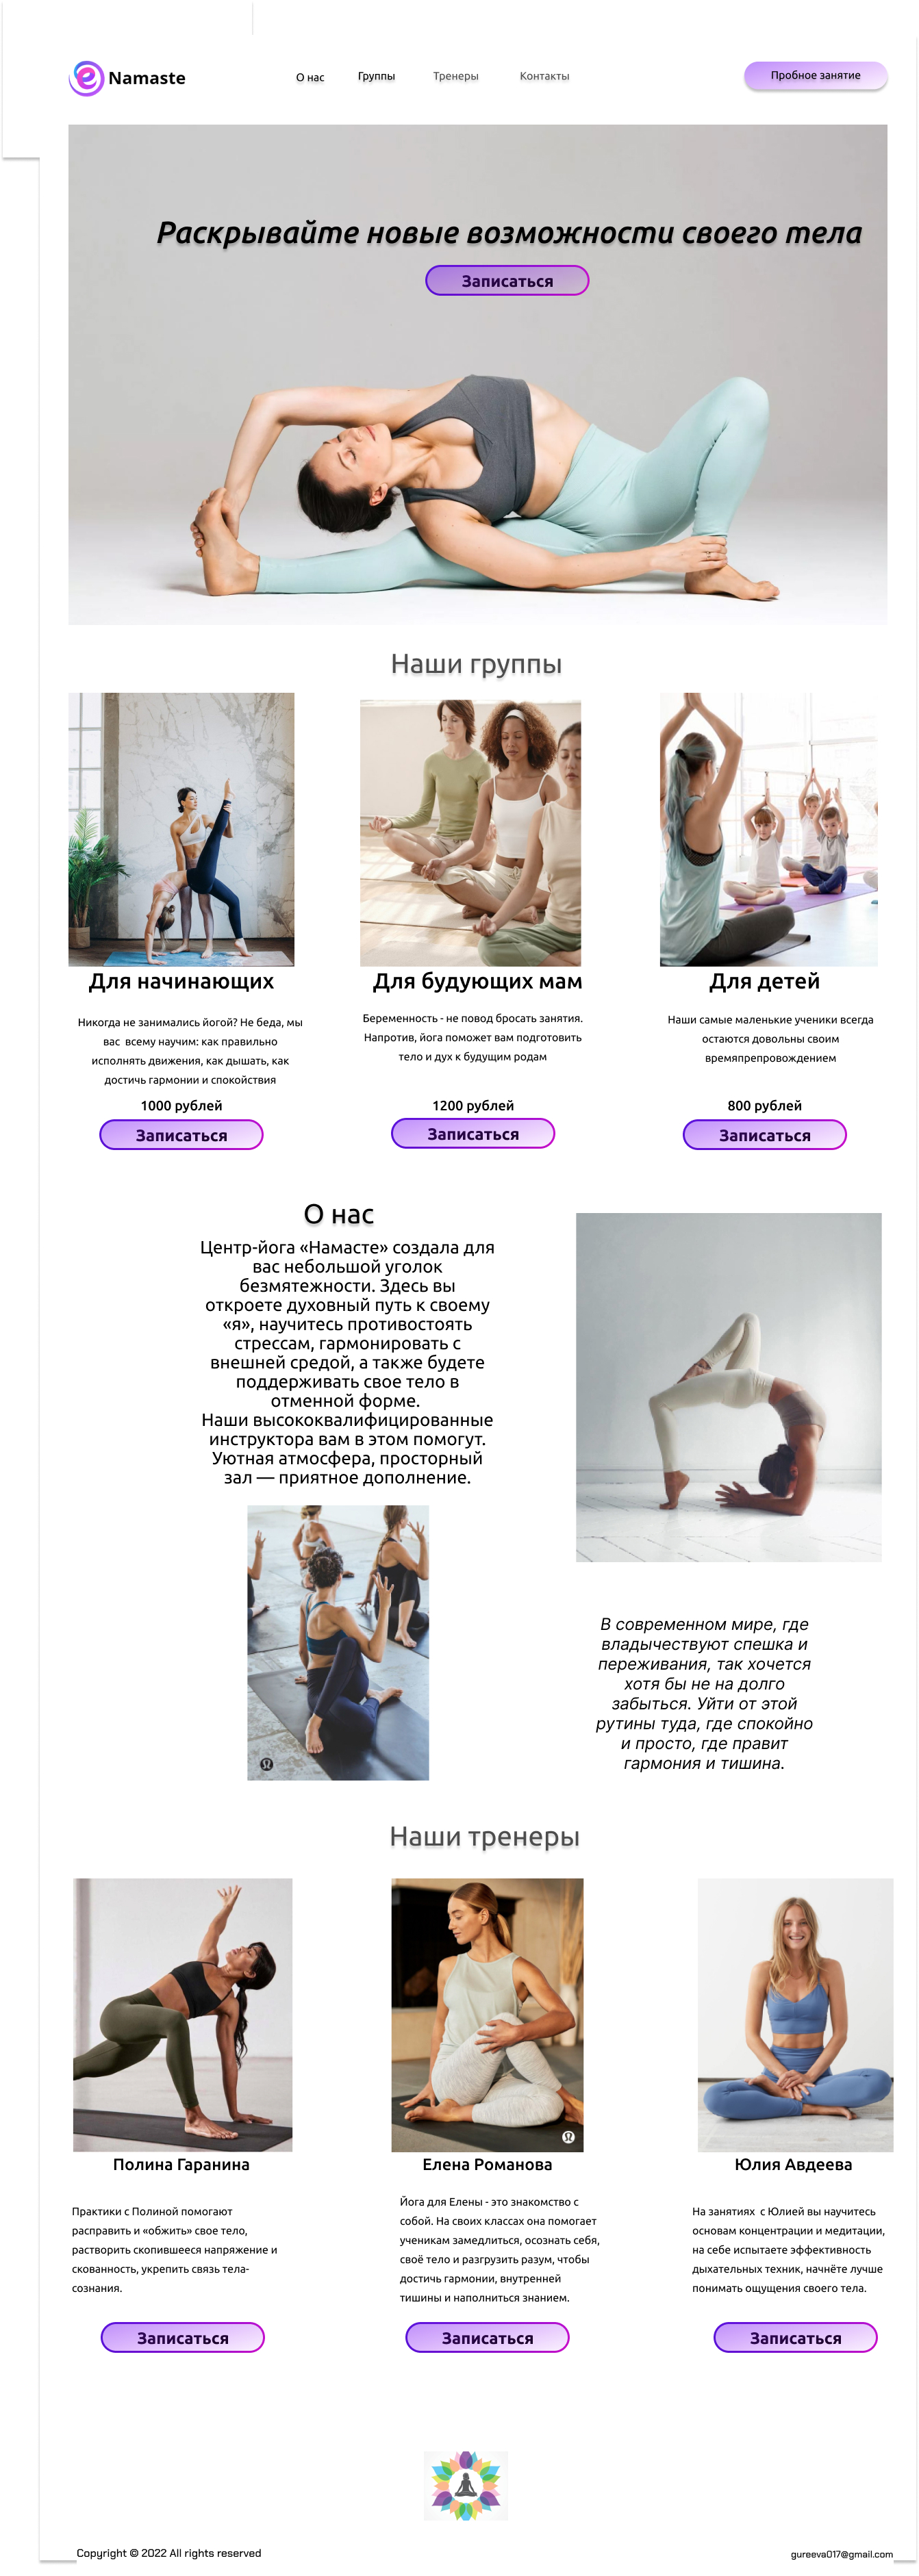 Namaste
О нас
Группы
Тренеры
Контакты
Пробное занятие
Раскрывайте новые возможности своего тела
Записаться
Наши группы
Для начинающих
Никогда не занимались йогой? Не беда, мы
вас всему научим: как правильно
исполнять движения, как дышать, как
достичь гармонии и спокойствия
1000 рублей
Записаться
Для будующих мам
Беременность - не повод бросать занятия.
Напротив, йога поможет вам подготовить
тело и дух к будущим родам
1200 рублей
Записаться
Для детей
Наши самые маленькие ученики всегда
остаются довольны своим
времяпрепровождением
800 рублей
Записаться
О нас
Центр-йога «Намасте» создала для
вас небольшой уголок
безмятежности. Здесь вы
откроете духовный путь к своему
«я», научитесь противостоять
стрессам, гармонировать с
внешней средой, а также будете
поддерживать свое тело в
отменной форме.
Наши высококвалифицированные
инструктора вам в этом помогут.
Уютная атмосфера, просторный
зал — приятное дополнение.
В современном мире, где
владычествуют спешка и
переживания, так хочется
хотя бы не на долго
забыться. Уйти от этой
рутины туда, где спокойно
и просто, где правит
гармония и тишина.
Наши тренеры
Полина Гаранина
Практики с Полиной помогают
расправить и «обжить» свое тело,
растворить скопившееся напряжение и
скованность, укрепить связь тела-
сознания.
Записаться
Елена Романова
Йога для Елены - это знакомство с
собой. На своих классах она помогает
ученикам замедлиться, осознать себя,
своё тело и разгрузить разум, чтобы
достичь гармонии, внутренней
тишины и наполниться знанием.
Записаться
Юлия Авдеева
На занятиях с Юлией вы научитесь
основам концентрации и медитации,
на себе испытаете эффективность
дыхательных техник, начнёте лучше
понимать ощущения своего тела.
Записаться
Copyright © 2022 All rights reserved
gureeva017@gmail.com